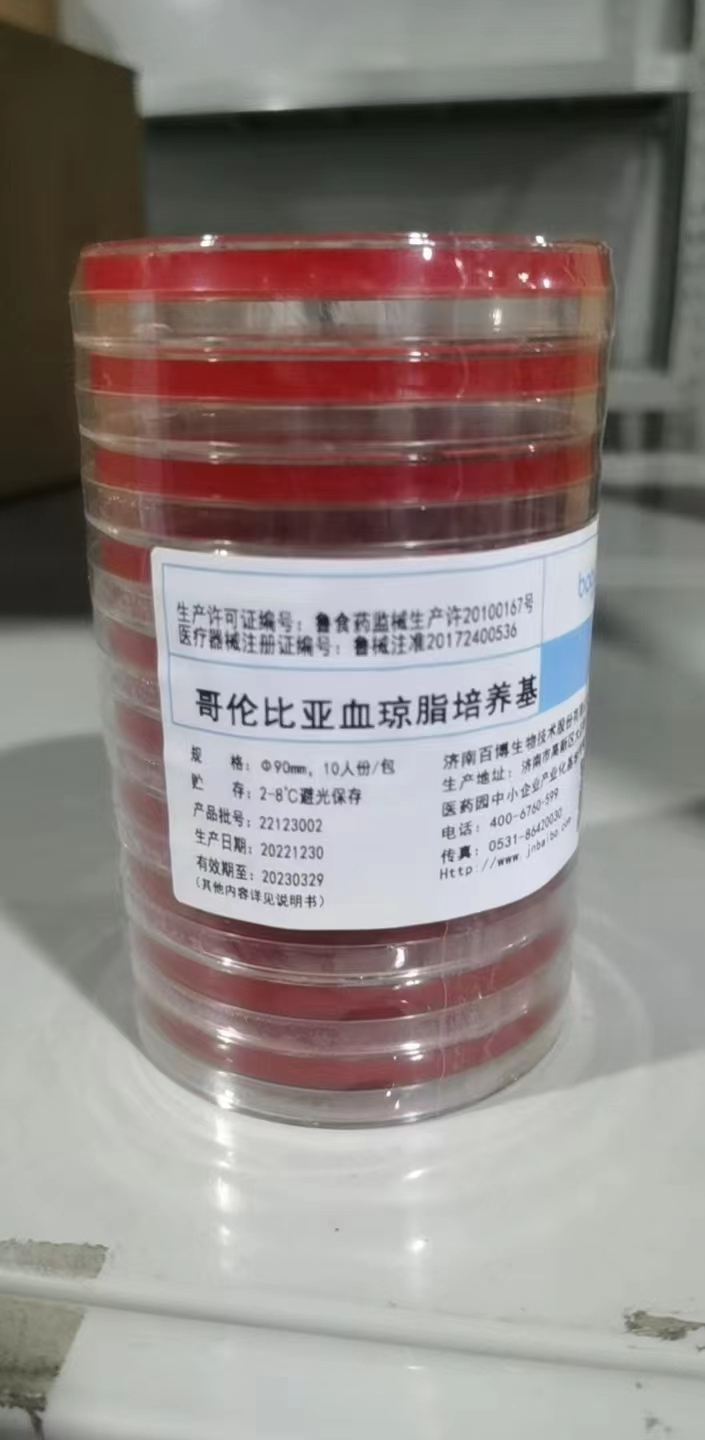 生产许可证编号：鲁食药监械生产许20100167号
医疗器械注册证编号：鲁械注准20172400536
哥伦比亚血琼脂培养基
规 格：Φ90mm, 10人份/包
贮 存：2-8℃避光保存
产品批号：22123002
生产日期：20221230
有效期至：20230329
(其他内容详见说明书)
济南百博生物技术股份有
生产地址：济南市高新区
医药园中小企业产业化基
电话：400-6760-599
传真：0531-86420030
Http://www.jnbaibo.com